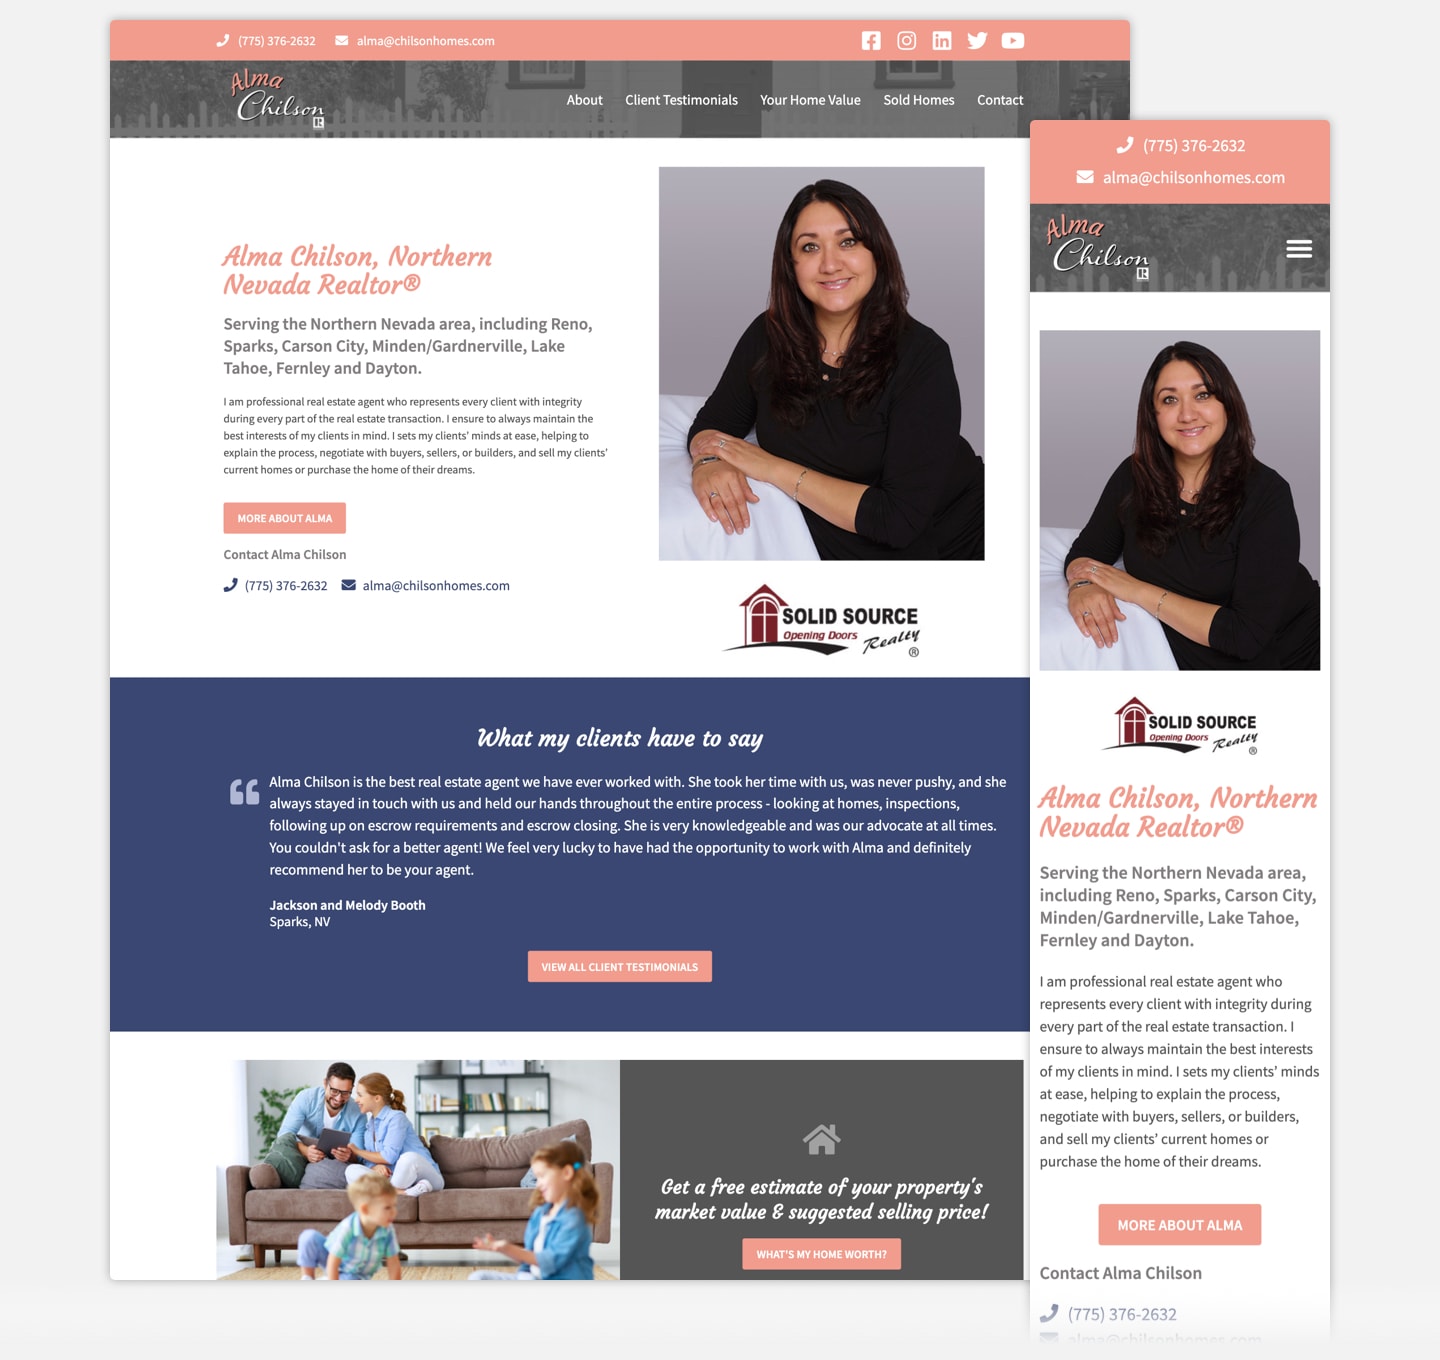 (775) 376-2632 alma@chilsonhomes.com
Alma
Chilson
R
About Client Testimonials Your Home Value Sold Homes Contact
Alma Chilson, Northern
Nevada Realtor®
Serving the Northern Nevada area, including Reno,
Sparks, Carson City, Minden/Gardnerville, Lake
Tahoe, Fernley and Dayton.
I am professional real estate agent who represents every client with integrity
during every part of the real estate transaction. I ensure to always maintain the
best interests of my clients in mind. I sets my clients' minds at ease, helping to
explain the process, negotiate with buyers, sellers, or builders, and sell my clients'
current homes or purchase the home of their dreams.
MORE ABOUT ALMA
Contact Alma Chilson
(775) 376-2632 alma@chilsonhomes.com
SOLID SOURCE
Opening Doors Realty
®
What my clients have to say
Alma Chilson is the best real estate agent we have ever worked with. She took her time with us, was never pushy, and she
always stayed in touch with us and held our hands throughout the entire process - looking at homes, inspections,
following up on escrow requirements and escrow closing. She is very knowledgeable and was our advocate at all times.
You couldn't ask for a better agent! We feel very lucky to have had the opportunity to work with Alma and definitely
recommend her to be your agent.
Jackson and Melody Booth
Sparks, NV
VIEW ALL CLIENT TESTIMONIALS
Get a free estimate of your property's
market value & suggested selling price!
WHAT'S MY HOME WORTH?
(775) 376-2632
alma@chilsonhomes.com
Alma
Chilson
R
SOLID SOURCE
Opening Doors Realty
®
Alma Chilson, Northern
Nevada Realtor®
Serving the Northern Nevada area,
including Reno, Sparks, Carson City,
Minden/Gardnerville, Lake Tahoe,
Fernley and Dayton.
I am professional real estate agent who
represents every client with integrity during
every part of the real estate transaction. I
ensure to always maintain the best interests
of my clients in mind. I sets my clients' minds
at ease, helping to explain the process,
negotiate with buyers, sellers, or builders,
and sell my clients' current homes or
purchase the home of their dreams.
MORE ABOUT ALMA
Contact Alma Chilson
(775) 376-2632
alma@chilsonhomes.com